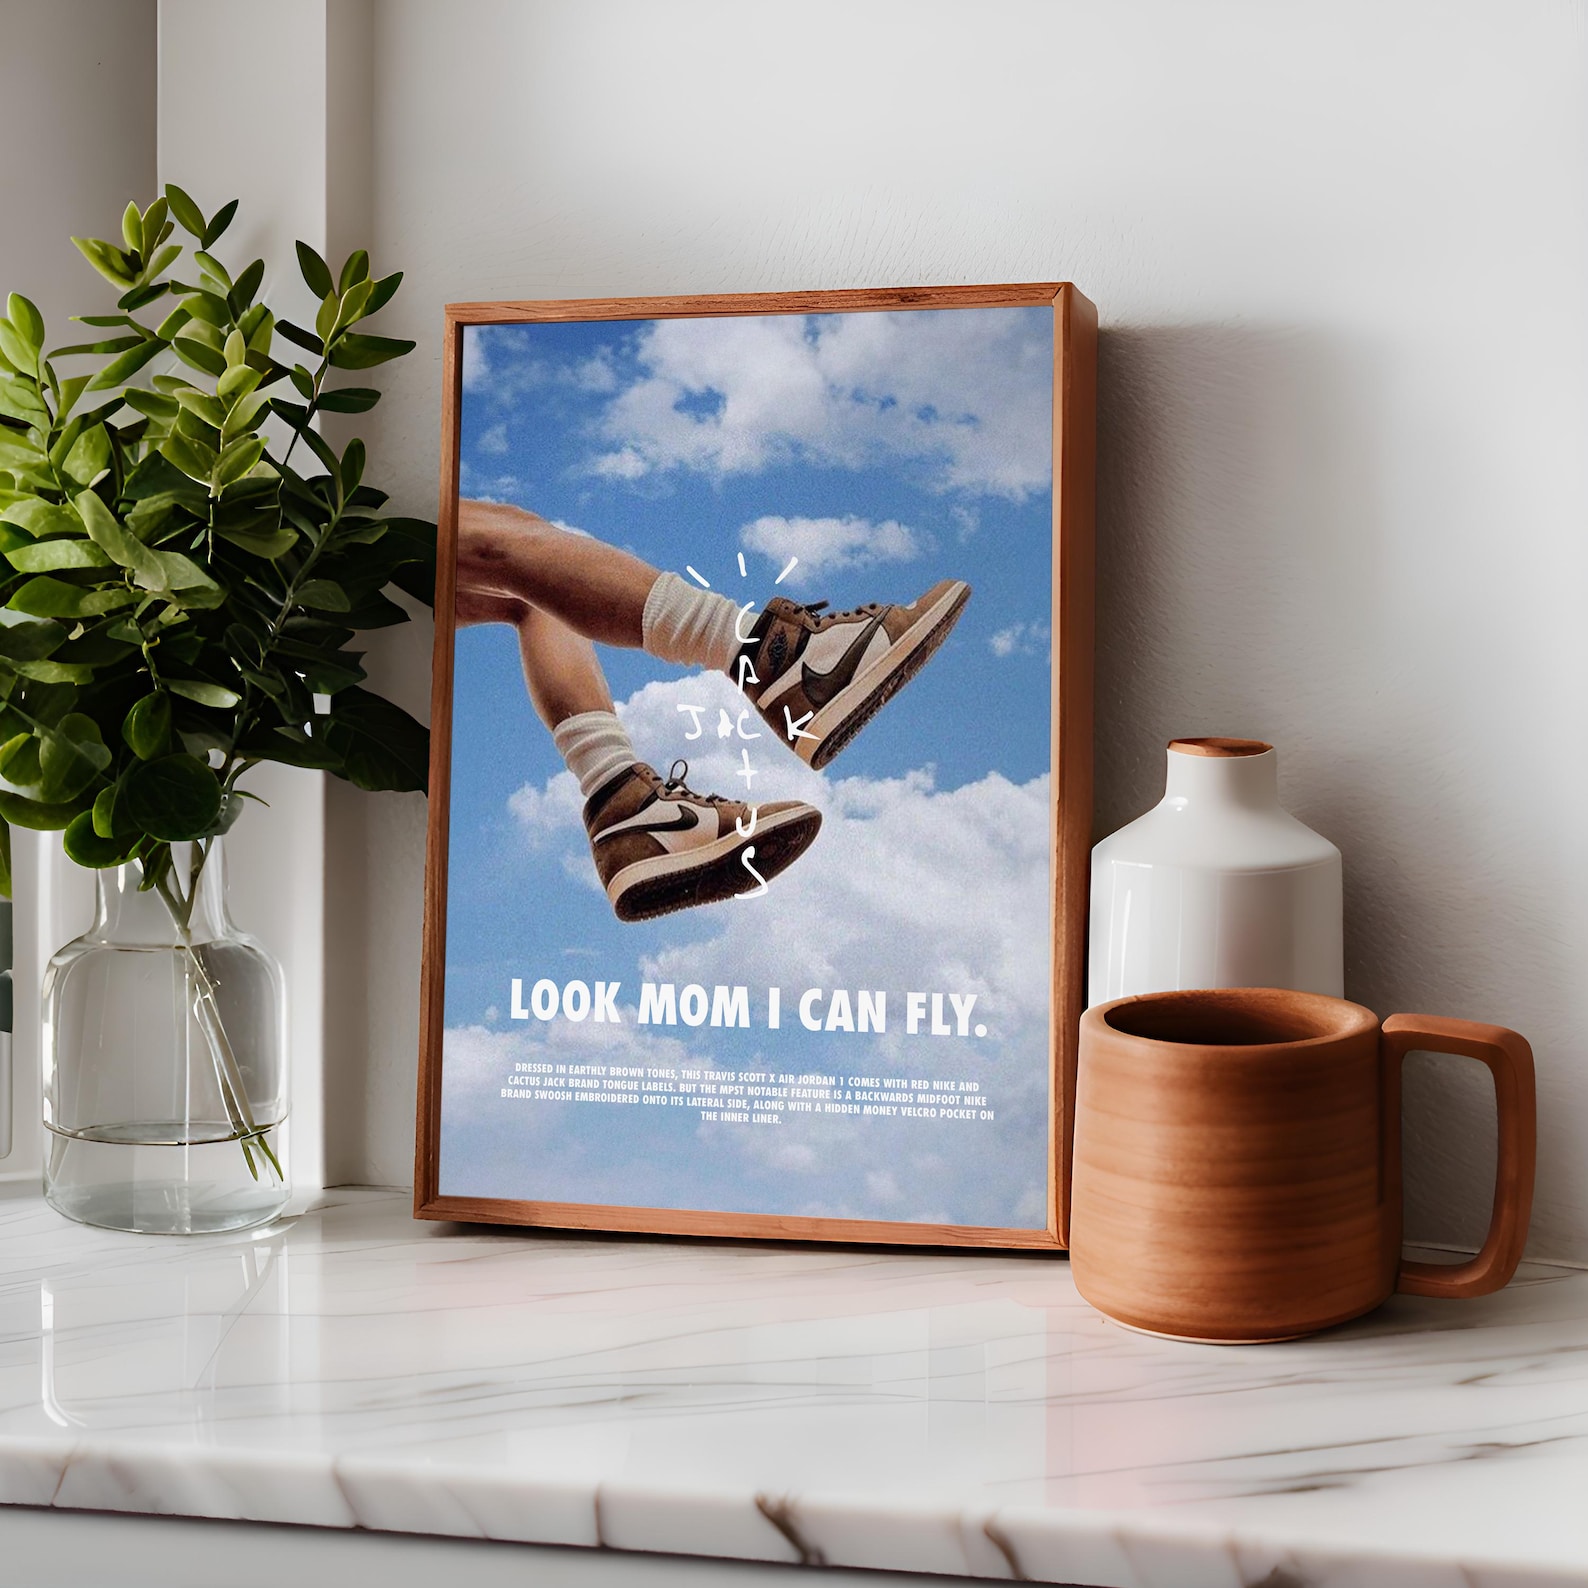 CACTUS
JACK
LOOK MOM I CAN FLY.
DRESSED IN EARTHLY BROWN TONES, THIS TRAVIS SCOTT X AIR JORDAN 1 COMES WITH RED NIKE AND
CACTUS JACK BRAND TONGUE LABELS. BUT THE MPST NOTABLE FEATURE IS A BACKWARDS MIDFOOT NIKE
BRAND SWOOSH EMBROIDERED ONTO ITS LATERAL SIDE, ALONG WITH A HIDDEN MONEY VELCRO POCKET ON
THE INNER LINER.